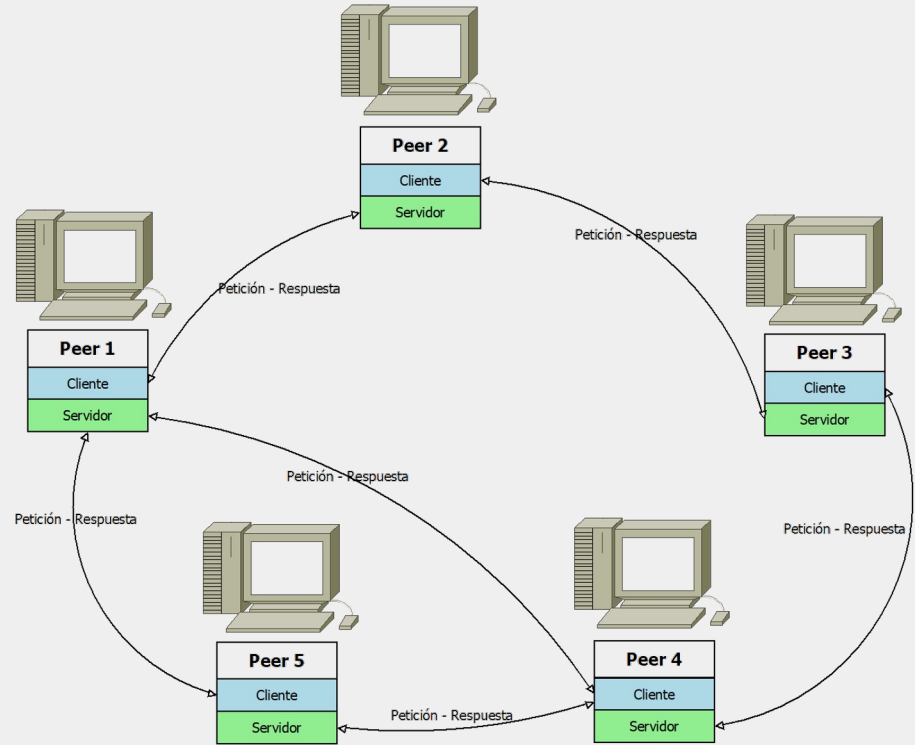 Peer 2
Cliente
Servidor
Petición - Respuesta
Petición - Respuesta
Peer 1
Cliente
Servidor
Peer 3
Cliente
Servidor
Petición - Respuesta
Petición - Respuesta
Petición - Respuesta
Peer 5
Cliente
Servidor
Peer 4
Cliente
Servidor
Petición - Respuesta